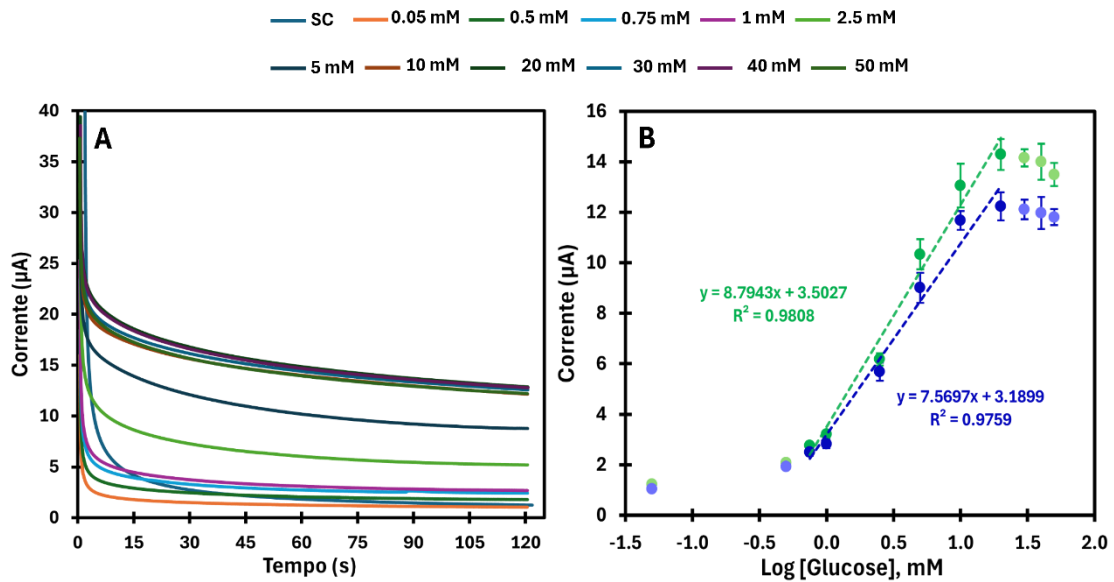 SC 0.05 mM 0.5 mM 0.75 mM 1 mM 2.5 mM
5 mM 10 mM 20 mM 30 mM 40 mM 50 mM
A
Corrente (µA)
40
35
30
25
20
15
10
5
0
0 15 30 45 60 75 90 105 120
Tempo (s)
B
Corrente (µA)
16
14
12
10
8
6
4
2
0
y = 8.7943x + 3.5027
R² = 0.9808
y = 7.5697x + 3.1899
R² = 0.9759
-1.5 -1.0 -0.5 0.0 0.5 1.0 1.5 2.0
Log [Glucose], mM